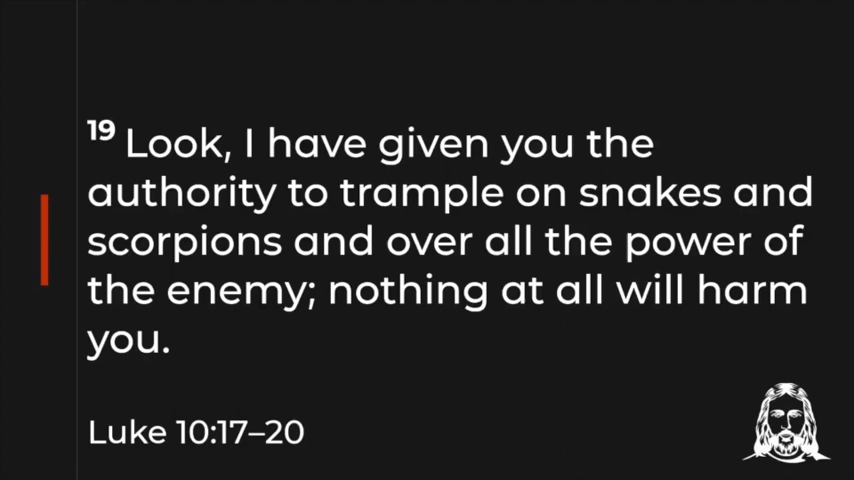 19 Look, I have given you the
authority to trample on snakes and
scorpions and over all the power of
the enemy; nothing at all will harm
you.
Luke 10:17–20